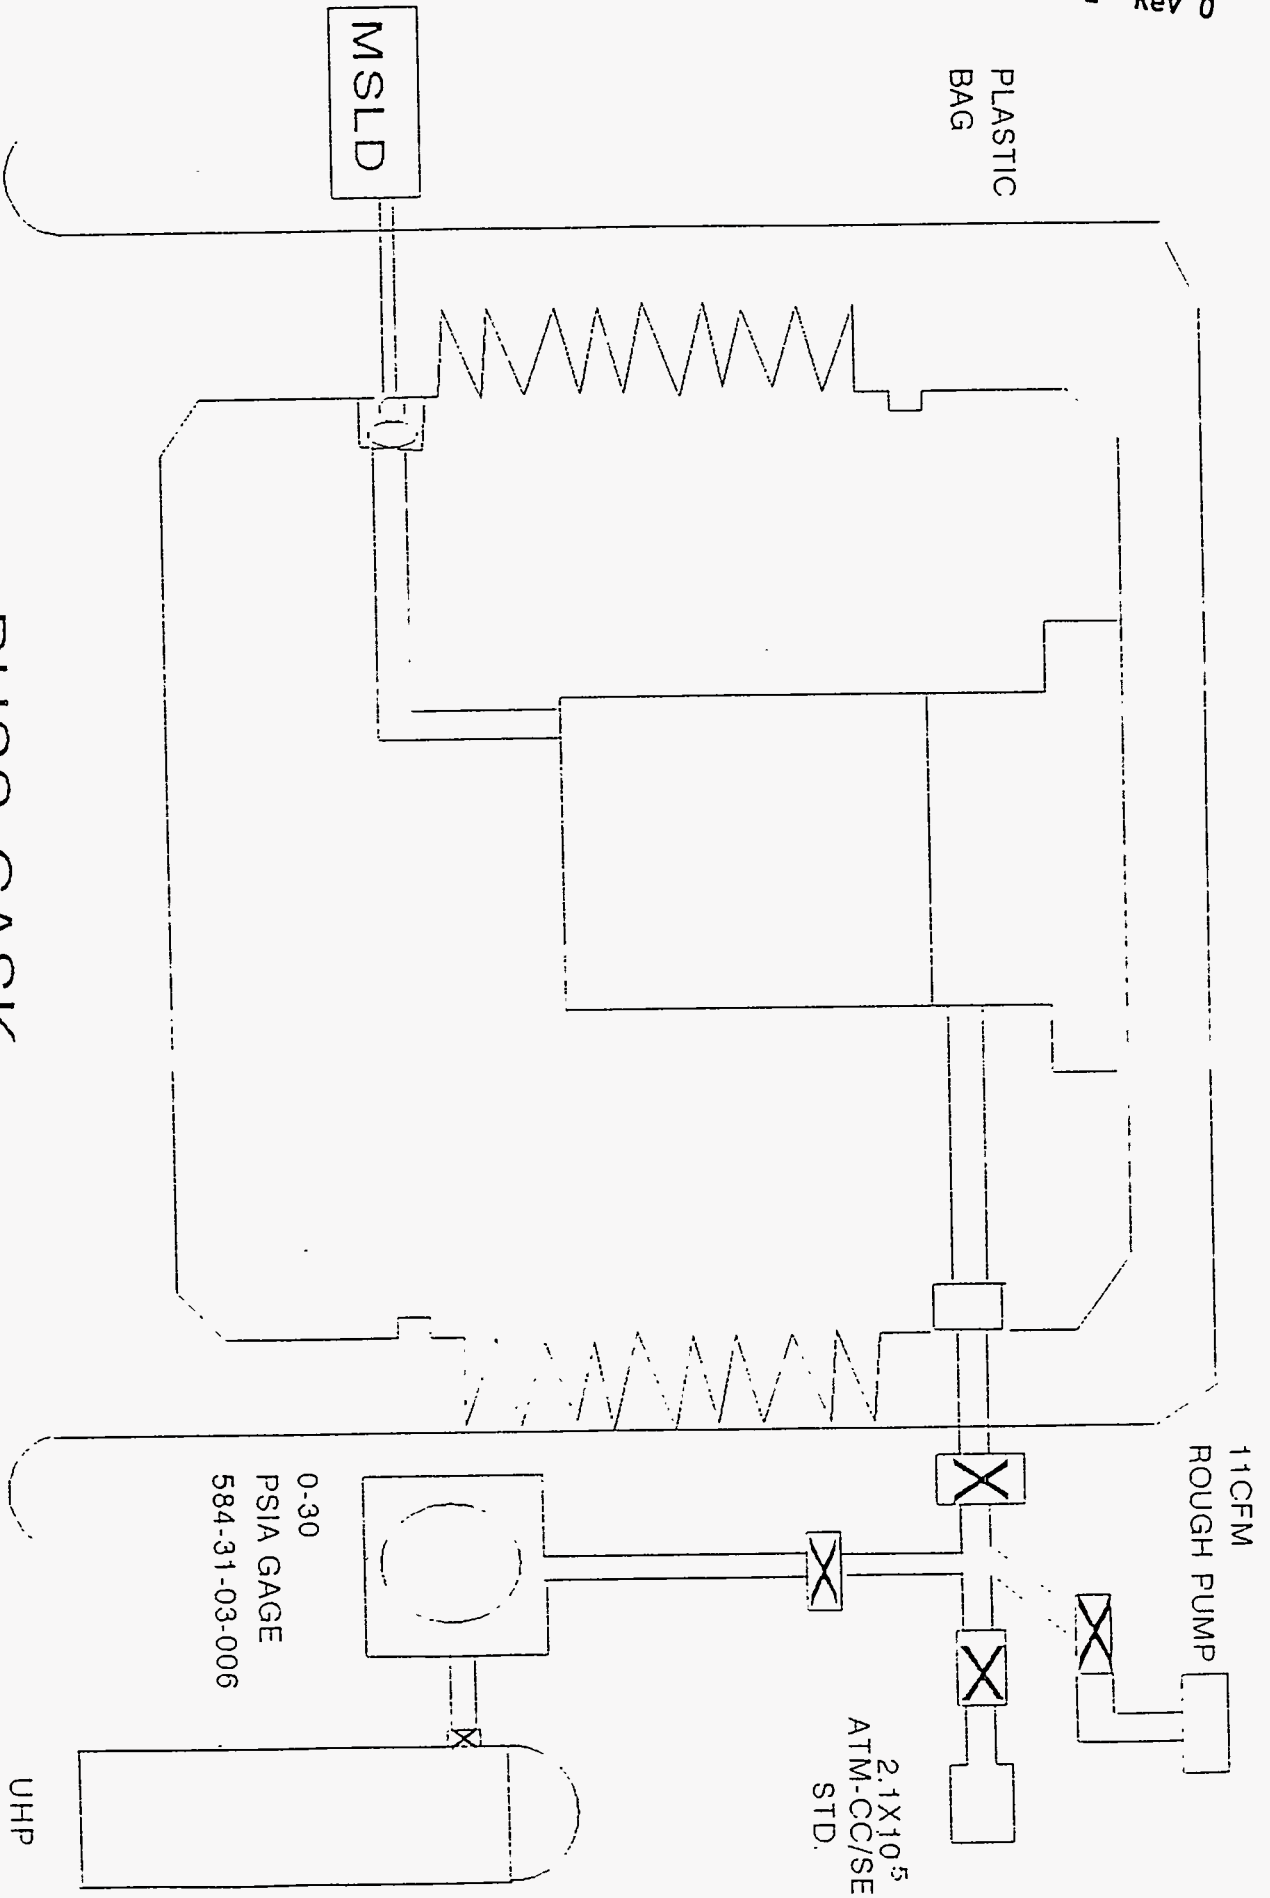 Rev 0
MSLD
PLASTIC
BAG
11CFM
ROUGH PUMP
0-30
PSIA GAGE
584-31-03-006
2.1X10 5
ATM-CC/SE
STD.
UHP